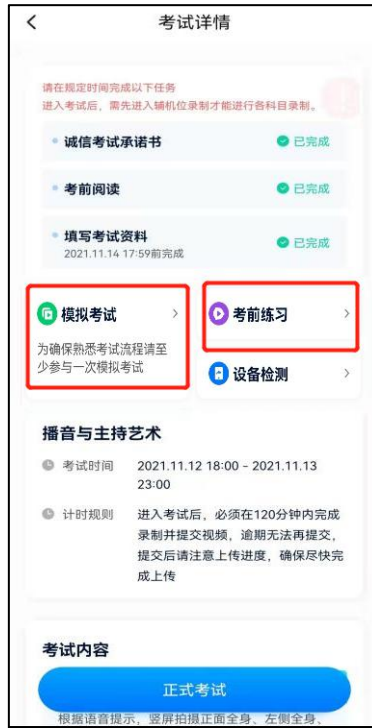 考试详情
请在规定时间完成以下任务
进入考试后，需先进入辅机位录制才能进行各科目录制。
诚信考试承诺书 已完成
考前阅读 已完成
填写考试资料 已完成
2021.11.14 17:59前完成
模拟考试
为确保熟悉考试流程请至
少参与一次模拟考试
考前练习
设备检测
播音与主持艺术
考试时间 2021.11.12 18:00 - 2021.11.13
23:00
计时规则 进入考试后，必须在120分钟内完成
录制并提交视频，逾期无法再提交，
提交后请注意上传进度，确保尽快完
成上传
考试内容
正式考试
根据语音提示，竖屏拍摄正面全身、左侧全身、